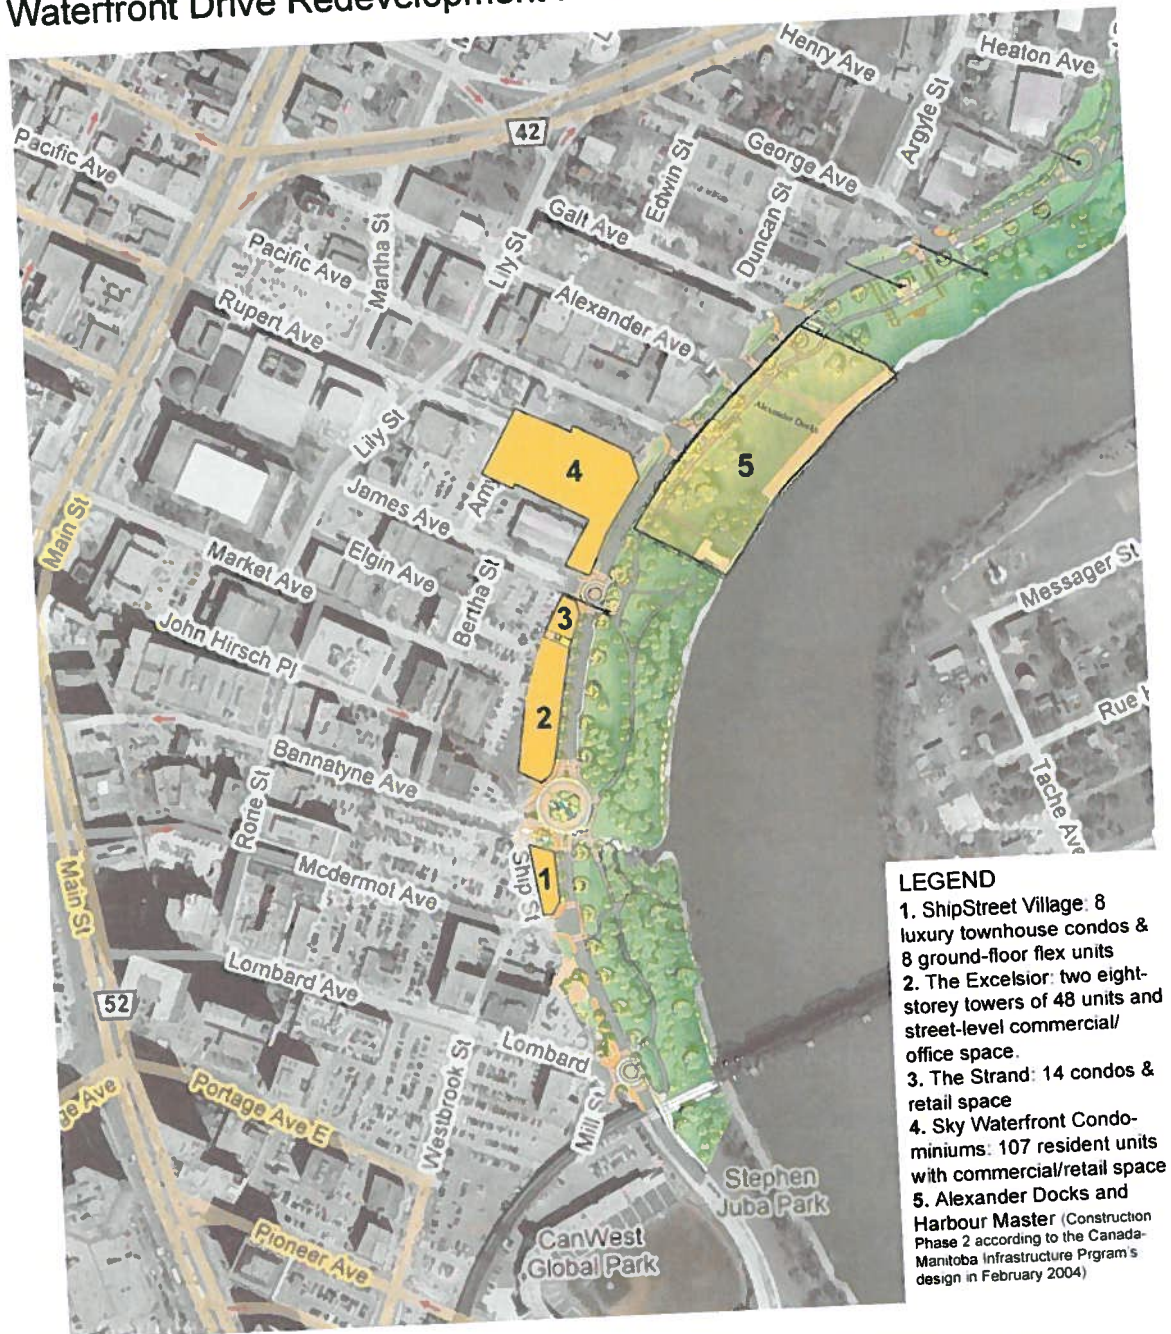 Waterfront Drive Redevelopment
Henry Ave
Heaton Ave
42
Argyle St
Pacific Ave
George Ave
Edwin St
Galt Ave
Duncan St
Martha St
Pacific Ave
Lily St
Rupert Ave
Alexander Ave
Alexander Docks
Lily St
4
5
Amy
James Ave
Main St
Market Ave
Elgin Ave
Bertha St
Messager St
3
John Hirsch Pl
2
Rue
Bannatyne Ave
Tache Ave
Rorie St
Ship St
1
Mcdermot Ave
Main St
Lombard Ave
52
Lombard
Portage Ave E
ge Ave
Westbrook St
Mill St
Stephen
Juba Park
CanWest
Global Park
Pioneer Ave
LEGEND
1. ShipStreet Village: 8
luxury townhouse condos &
8 ground-floor flex units
2. The Excelsior: two eight-
storey towers of 48 units and
street-level commercial/
office space.
3. The Strand: 14 condos &
retail space
4. Sky Waterfront Condo-
miniums: 107 resident units
with commercial/retail space
5. Alexander Docks and
Harbour Master (Construction
Phase 2 according to the Canada-
Manitoba Infrastructure Prgram's
design in February 2004)